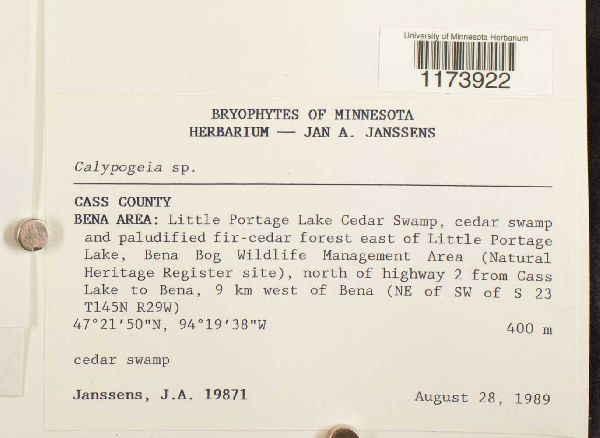 University of Minnesota Herbarium
1173922
BRYOPHYTES OF MINNESOTA
HERBARIUM — JAN A. JANSSENS
Calypogeia sp.
CASS COUNTY
BENA AREA: Little Portage Lake Cedar Swamp, cedar swamp
and paludified fir-cedar forest east of Little Portage
Lake, Bena Bog Wildlife Management Area (Natural
Heritage Register site), north of highway 2 from Cass
Lake to Bena, 9 km west of Bena (NE of SW of S 23
T145N R29W)
47°21'50"N, 94°19'38"W 400 m
cedar swamp
Janssens, J.A. 19871 August 28, 1989